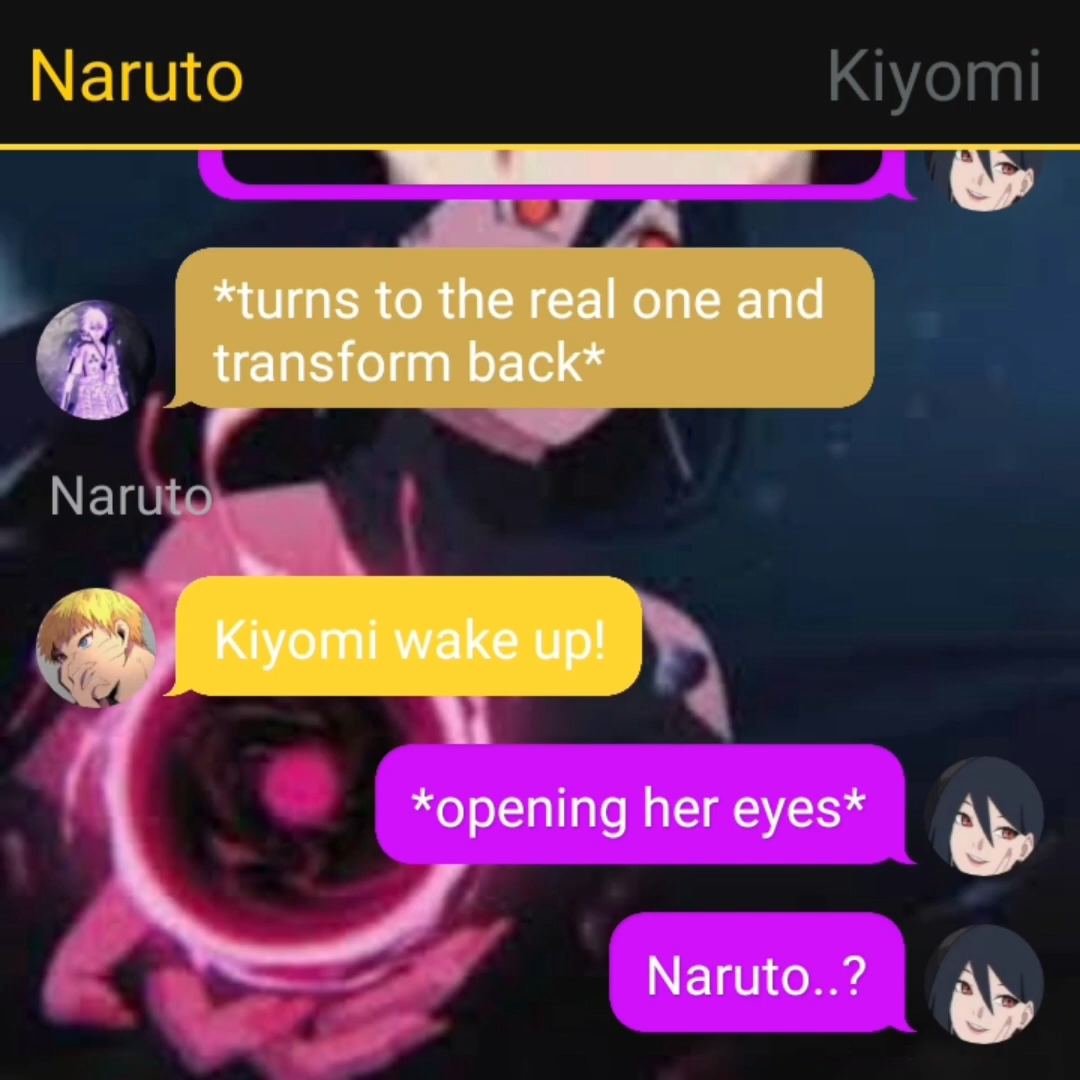 Naruto
Kiyomi
*turns to the real one and
transform back*
Naruto
Kiyomi wake up!
*opening her eyes*
Naruto..?